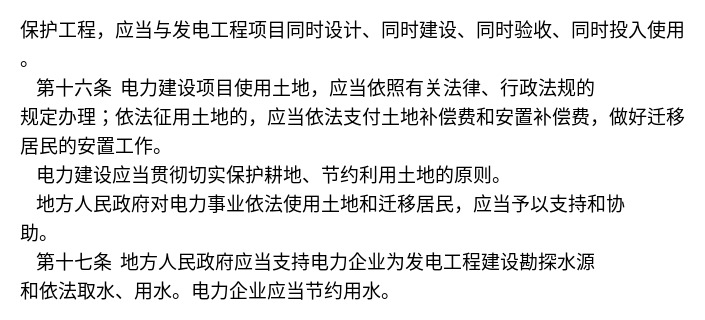 保护工程，应当与发电工程项目同时设计、同时建设、同时验收、同时投入使用
。
第十六条 电力建设项目使用土地，应当依照有关法律、行政法规的
规定办理；依法征用土地的，应当依法支付土地补偿费和安置补偿费，做好迁移
居民的安置工作。
电力建设应当贯彻切实保护耕地、节约利用土地的原则。
地方人民政府对电力事业依法使用土地和迁移居民，应当予以支持和协
助。
第十七条 地方人民政府应当支持电力企业为发电工程建设勘探水源
和依法取水、用水。电力企业应当节约用水。